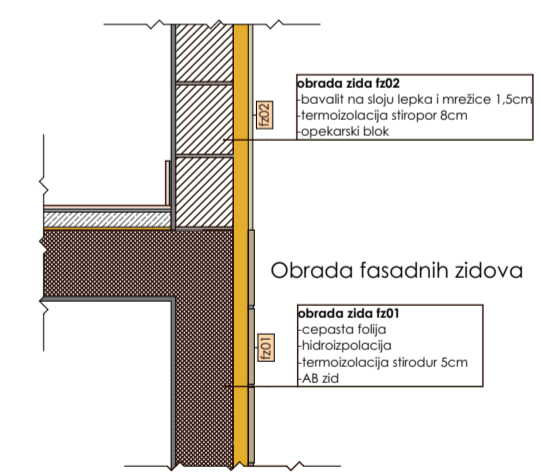 obrada zida fz02
-bavalit na sloju lepka i mrežice 1,5cm
-termoizolacija stiropor 8cm
-opekarski blok
fz02
Obrada fasadnih zidova
obrada zida fz01
-cepasta folija
-hidroizpolacija
-termoizolacija stirodur 5cm
-AB zid
fz01